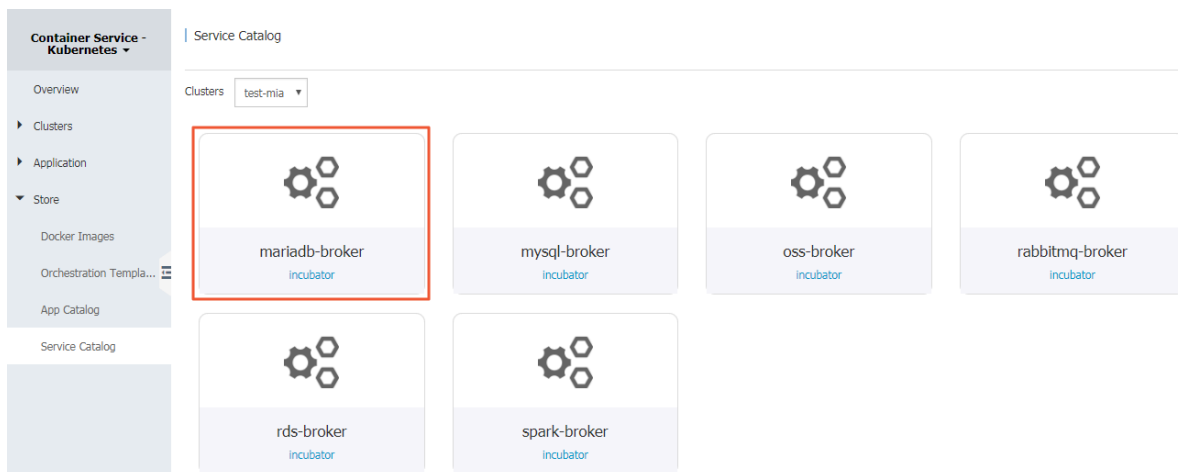 Container Service -
Kubernetes
Overview
Clusters
Application
Store
Docker Images
Orchestration Templa...
App Catalog
Service Catalog
Service Catalog
Clusters test-mia
mariadb-broker
incubator
mysql-broker
incubator
oss-broker
incubator
rabbitmq-broker
incubator
rds-broker
incubator
spark-broker
incubator